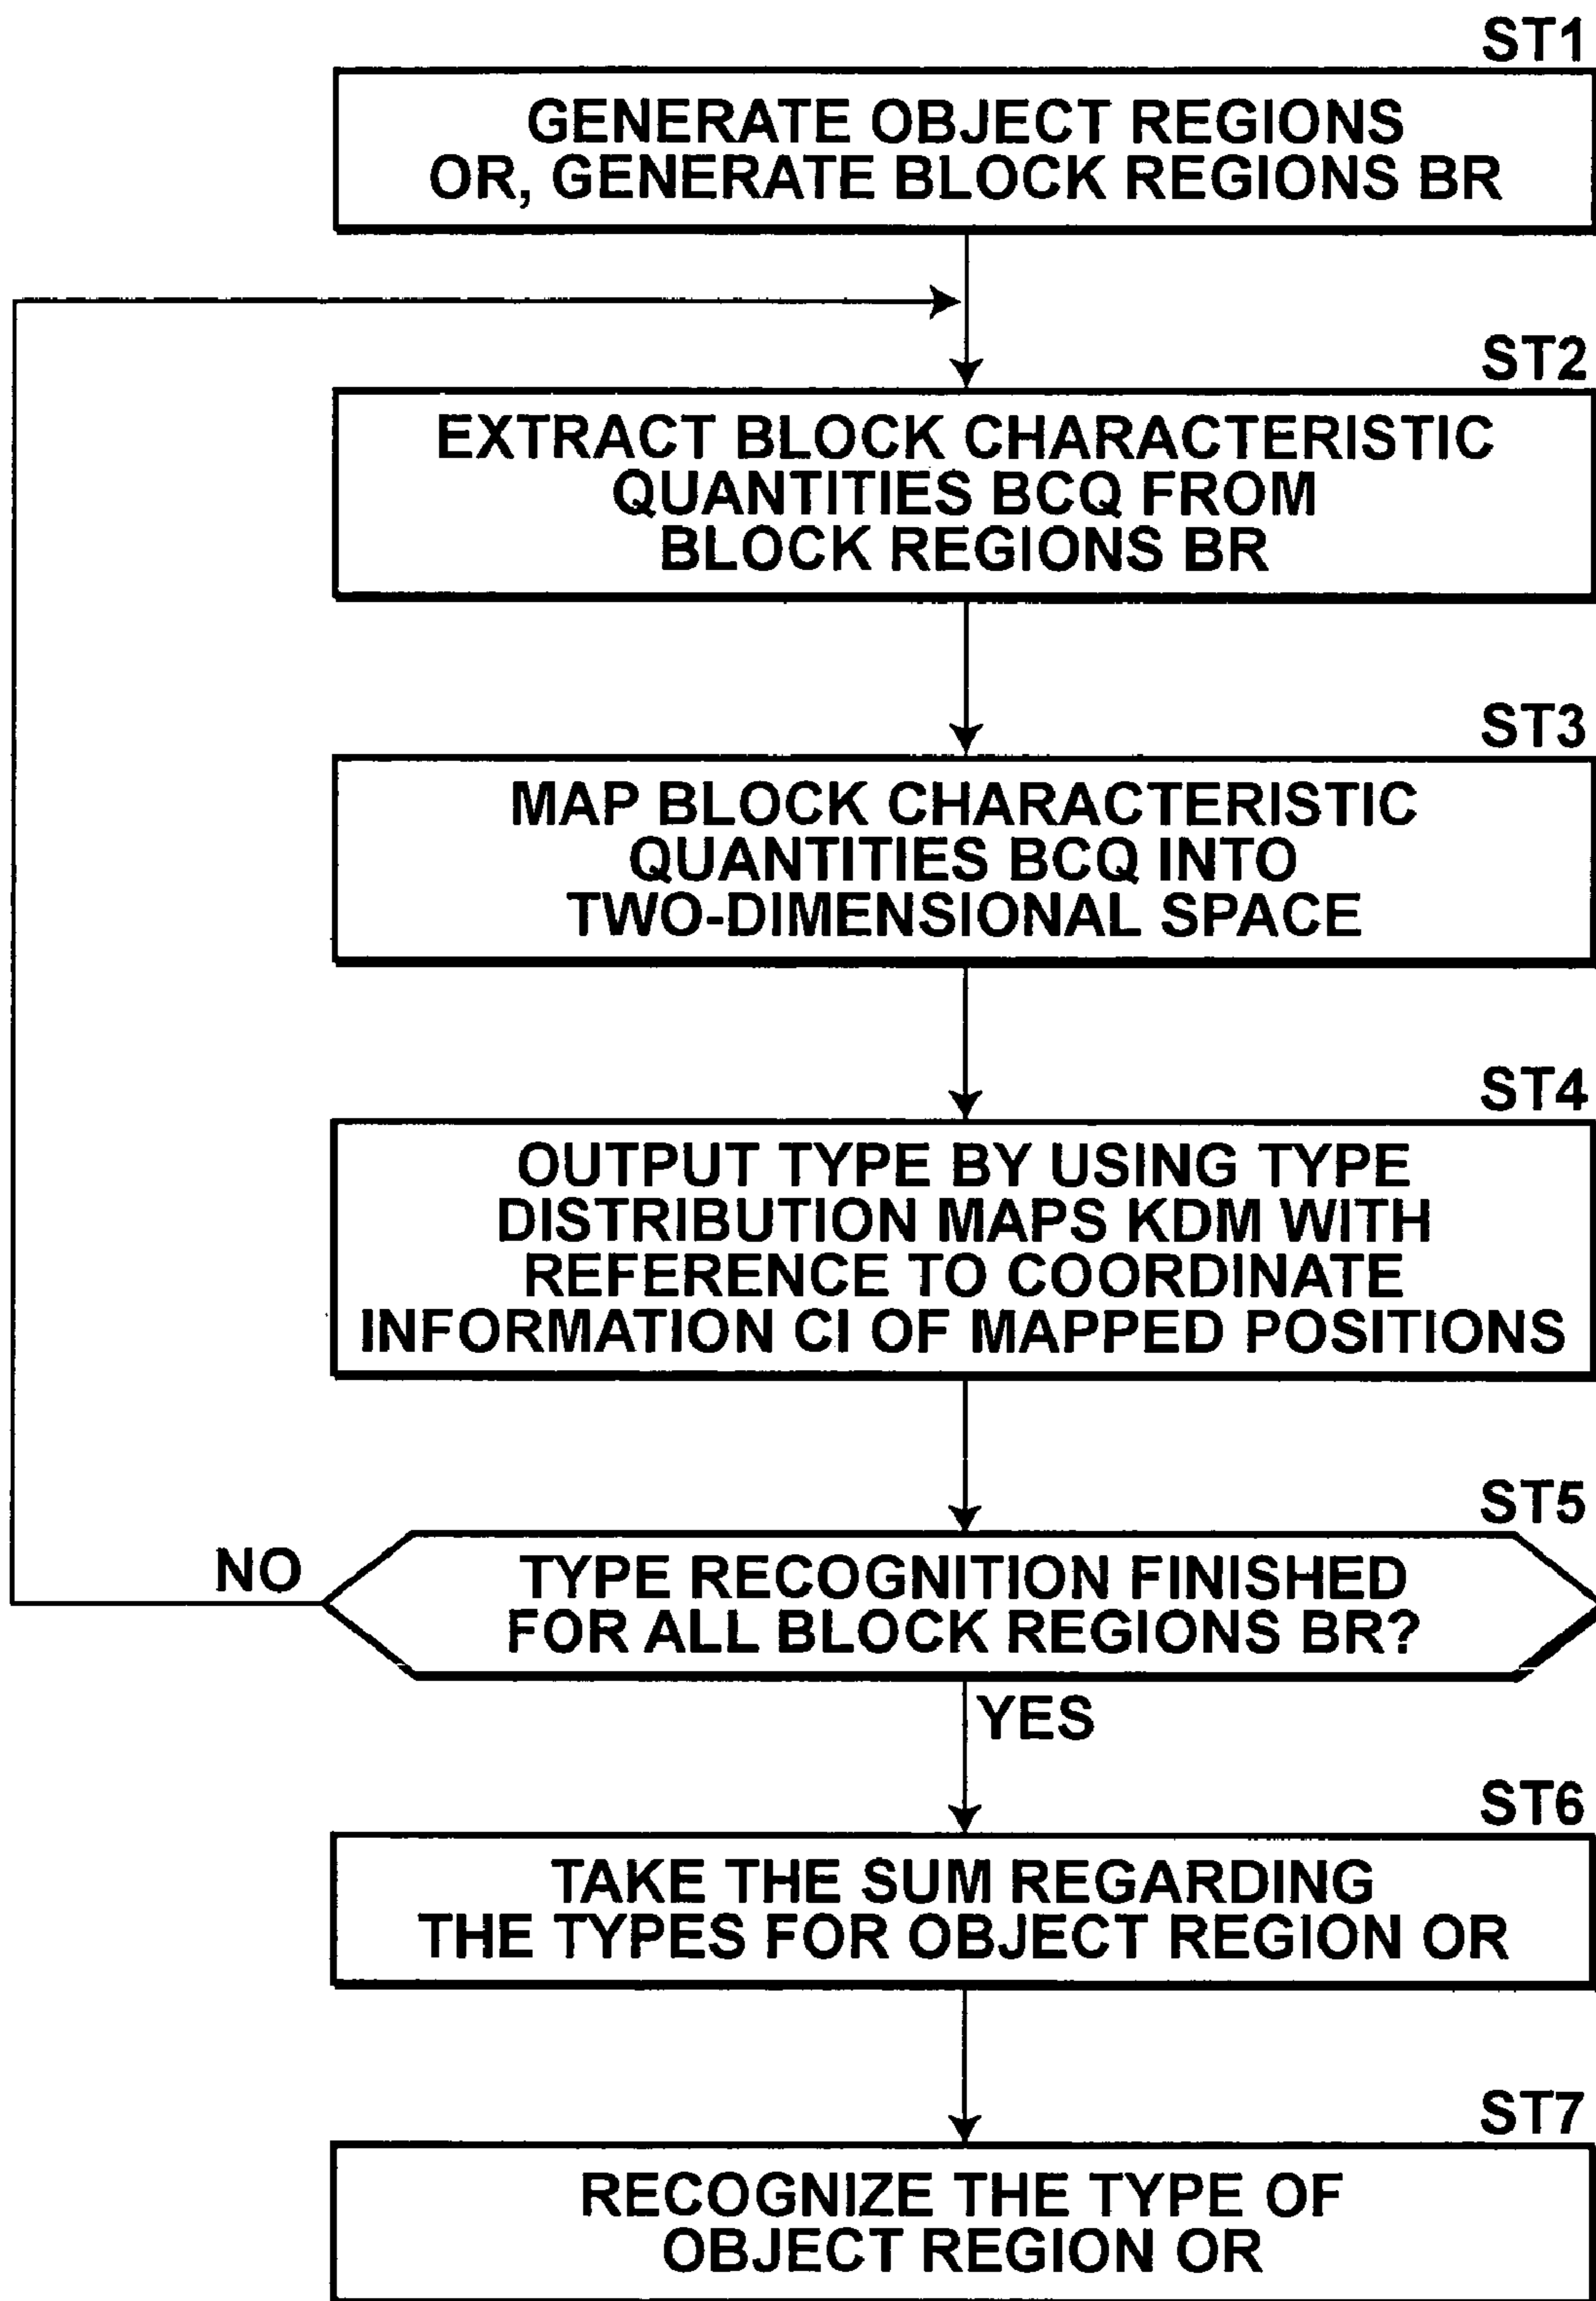 ST1
GENERATE OBJECT REGIONS
OR, GENERATE BLOCK REGIONS BR
ST2
EXTRACT BLOCK CHARACTERISTIC
QUANTITIES BCQ FROM
BLOCK REGIONS BR
ST3
MAP BLOCK CHARACTERISTIC
QUANTITIES BCQ INTO
TWO-DIMENSIONAL SPACE
ST4
OUTPUT TYPE BY USING TYPE
DISTRIBUTION MAPS KDM WITH
REFERENCE TO COORDINATE
INFORMATION CI OF MAPPED POSITIONS
ST5
NO
TYPE RECOGNITION FINISHED
FOR ALL BLOCK REGIONS BR?
YES
ST6
TAKE THE SUM REGARDING
THE TYPES FOR OBJECT REGION OR
ST7
RECOGNIZE THE TYPE OF
OBJECT REGION OR